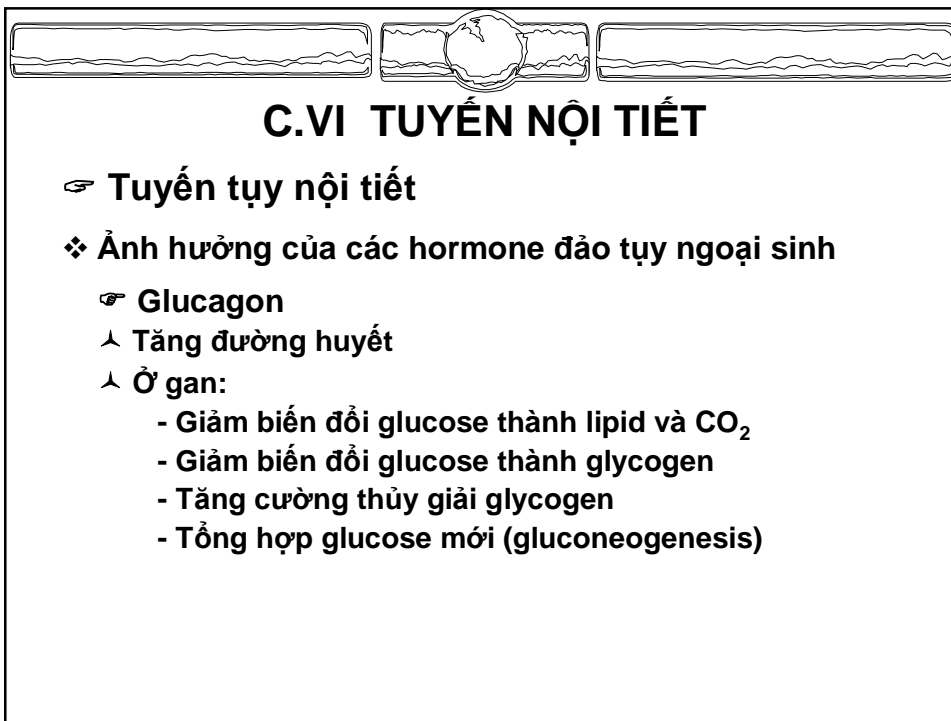 C.VI TUYẾN NỘI TIẾT
☞ Tuyến tụy nội tiết
❖ Ảnh hưởng của các hormone đảo tụy ngoại sinh
☞ Glucagon
Tăng đường huyết
Ở gan:
- Giảm biến đổi glucose thành lipid và CO₂
- Giảm biến đổi glucose thành glycogen
- Tăng cường thủy giải glycogen
- Tổng hợp glucose mới (gluconeogenesis)